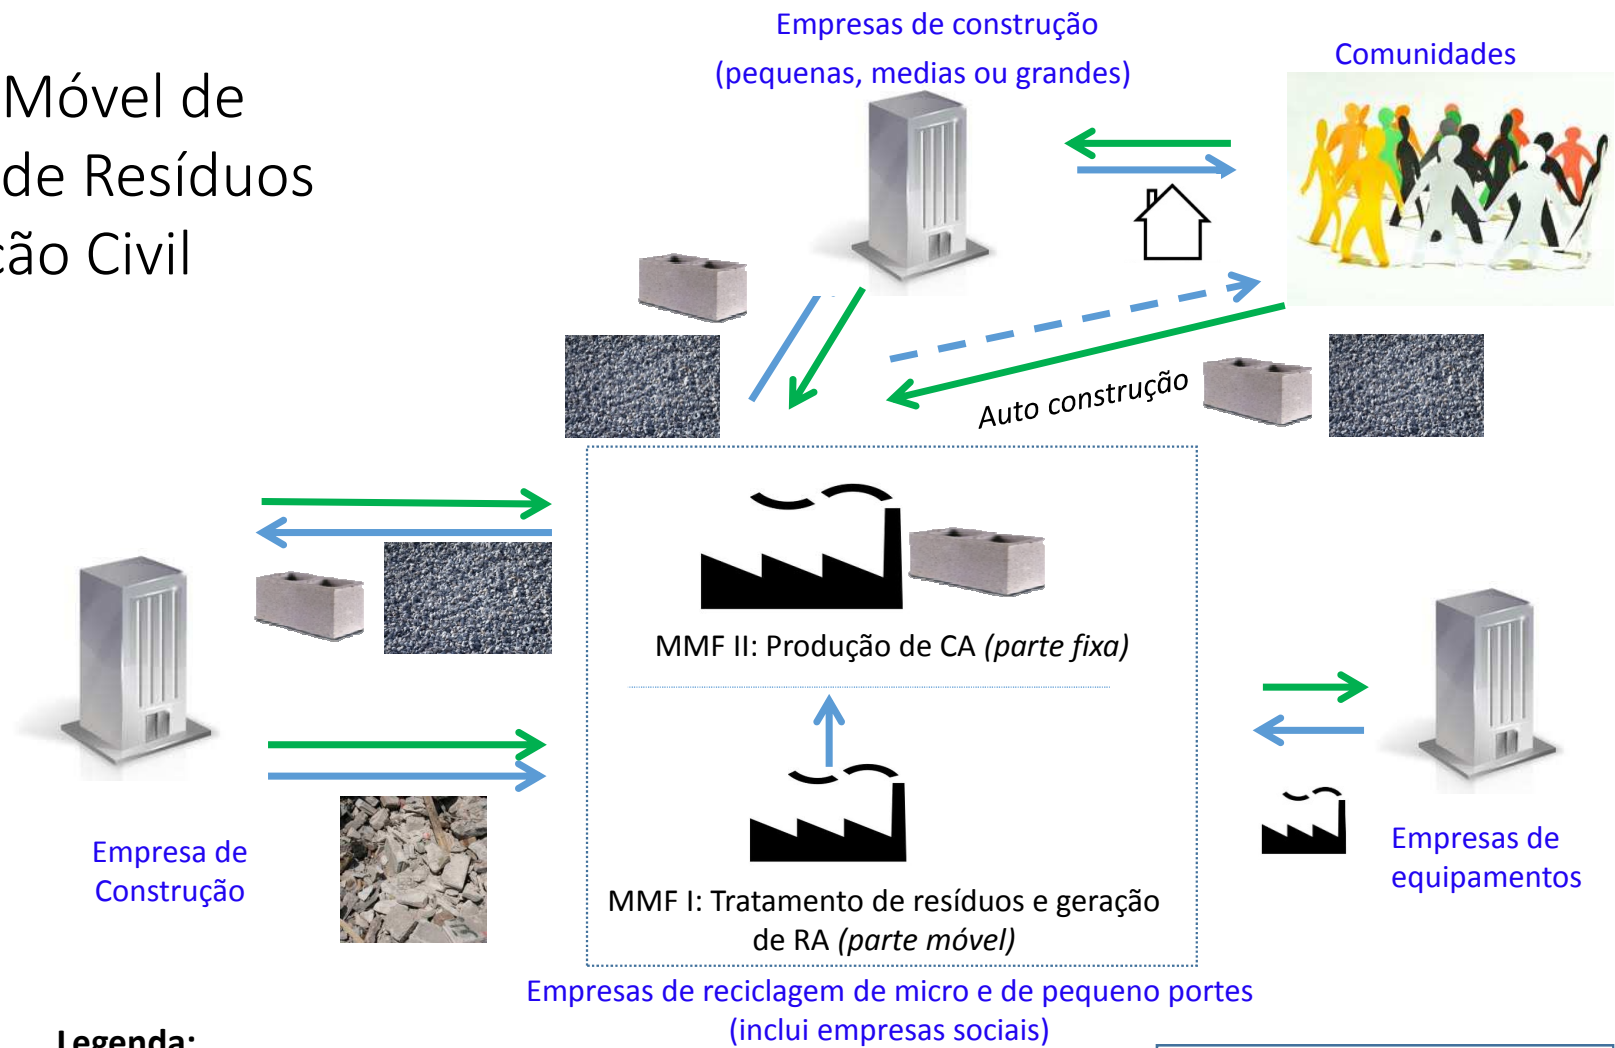 Móvel de
de Resíduos
ção Civil
Empresas de construção
(pequenas, medias ou grandes)
Comunidades
Auto construção
MMF II: Produção de CA (parte fixa)
Empresa de
Construção
MMF I: Tratamento de resíduos e geração
de RA (parte móvel)
Empresas de
equipamentos
Empresas de reciclagem de micro e de pequeno portes
(inclui empresas sociais)
Legenda: